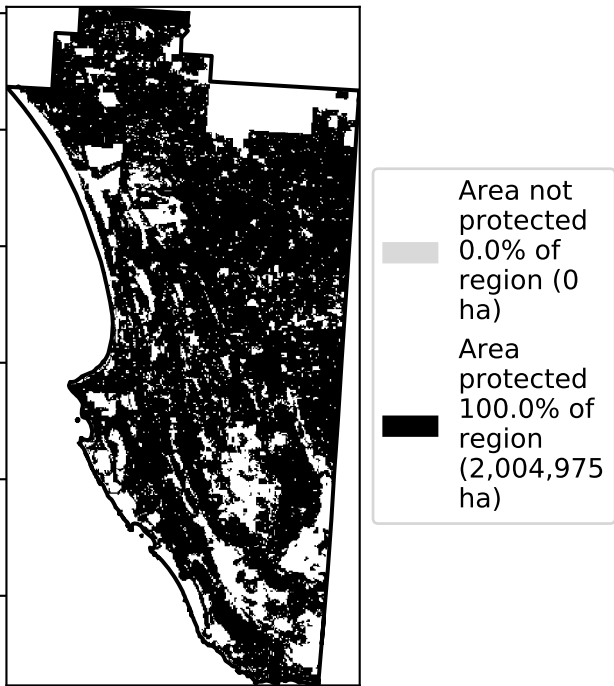 Area not
protected
0.0% of
region (0
ha)
Area
protected
100.0% of
region
(2,004,975
ha)